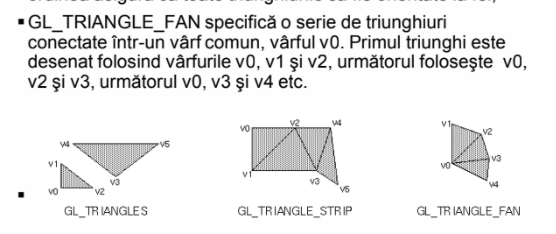 ▪ GL_TRIANGLE_FAN specifică o serie de triunghiuri
conectate într-un vârf comun, vârful v0. Primul triunghi este
desenat folosind vârfurile v0, v1 şi v2, următorul foloseşte v0,
v2 şi v3, următorul v0, v3 şi v4 etc.
v4 v5 v1 v3 v0 v2
v0 v2 v4 v1 v3 v5
v1 v2 v0 v3 v4
▪
GL_TRIANGLES GL_TRIANGLE_STRIP GL_TRIANGLE_FAN